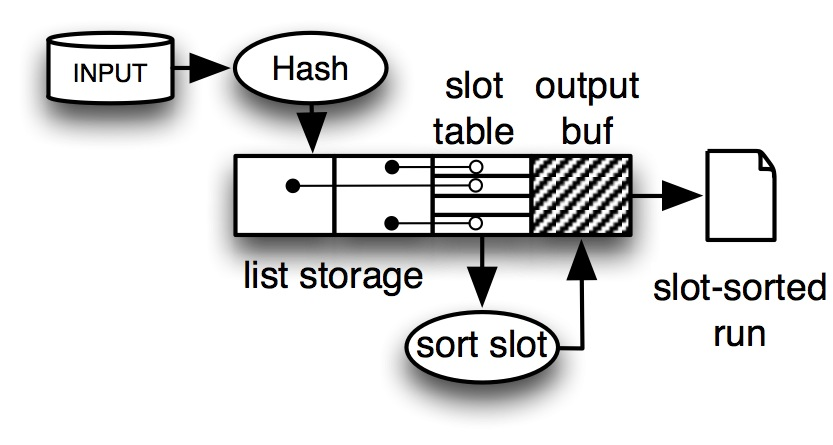 INPUT
Hash
slot
table
output
buf
list storage
sort slot
slot-sorted
run